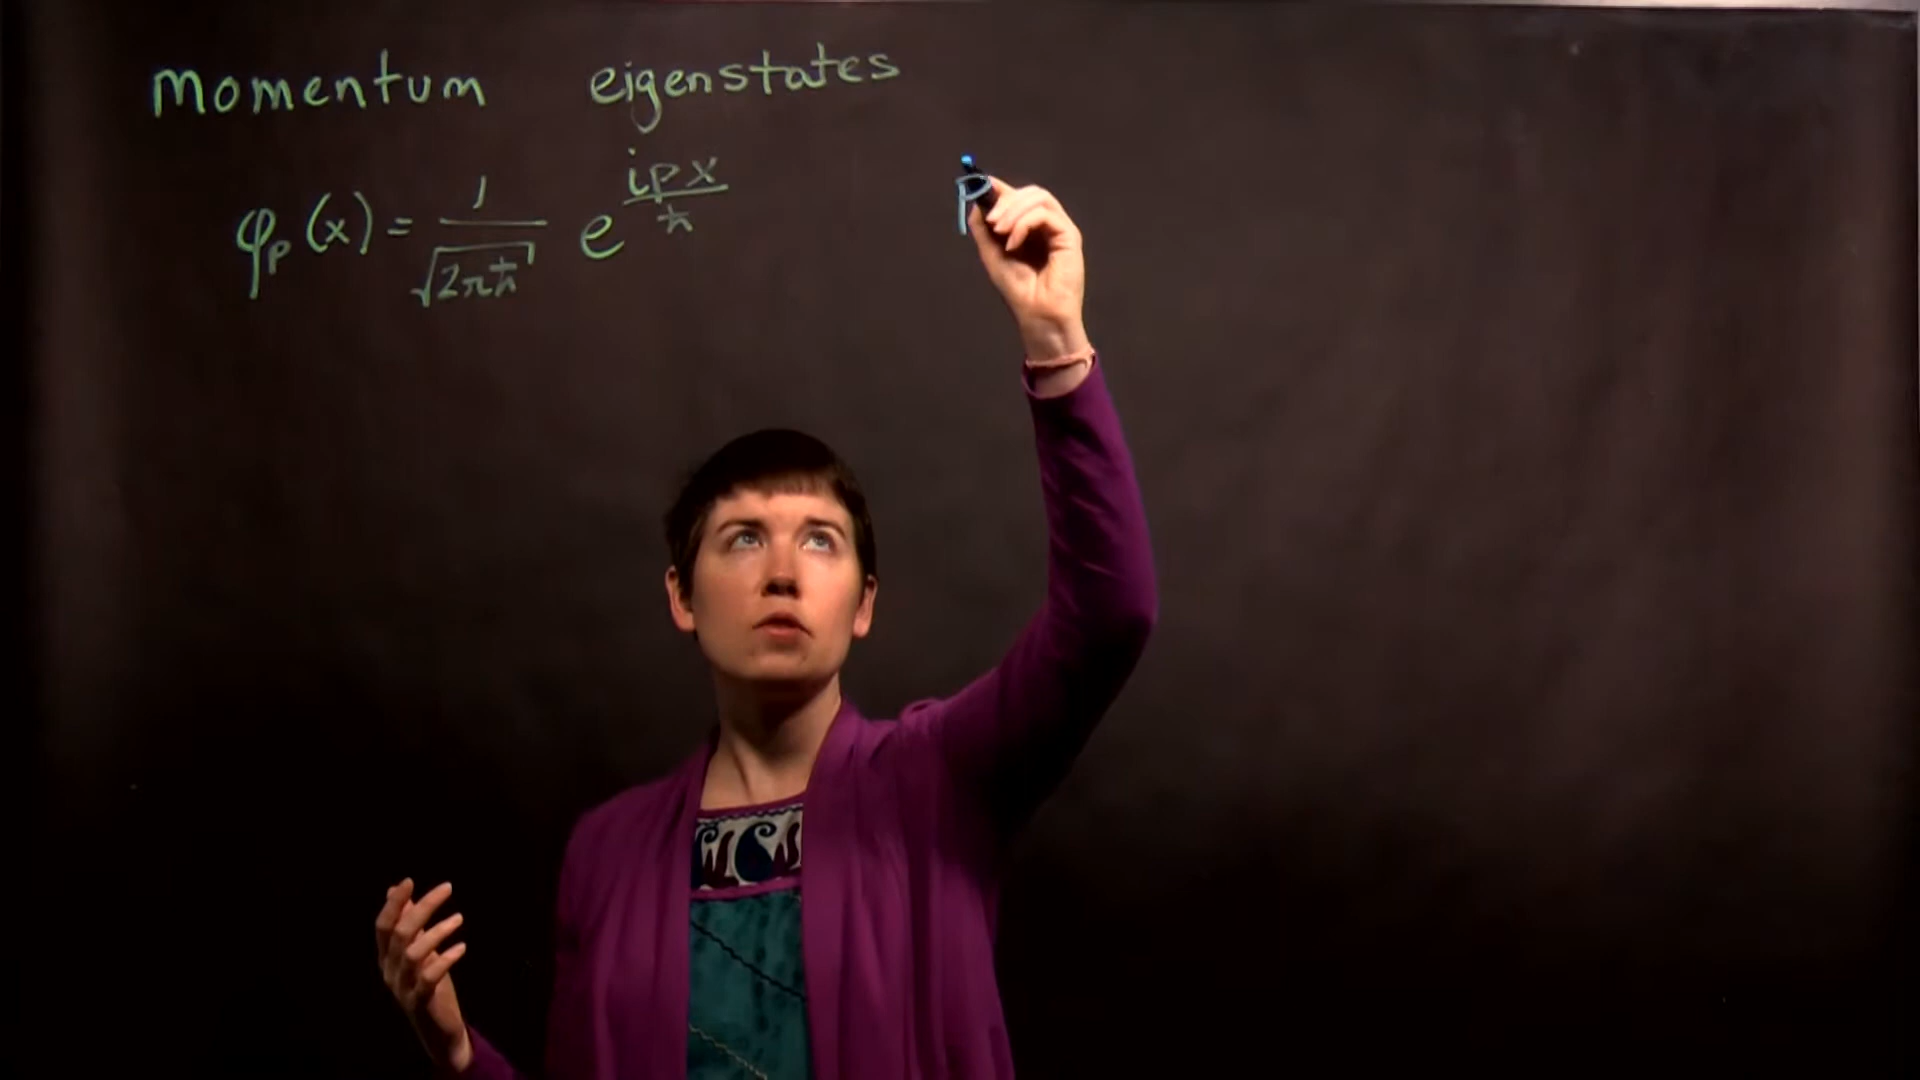 momentum eigenstates
φₚ(x) = 1/√(2πħ) e^(ipx/ħ) p